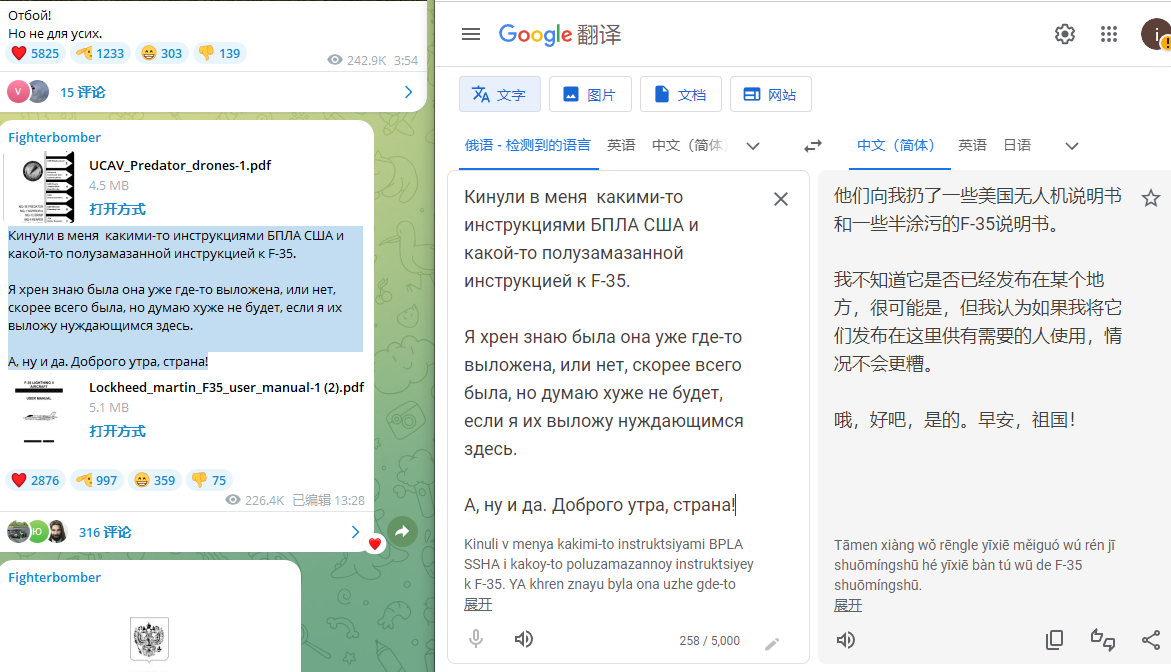 Отбой!
Но не для усих.
5825
1233
303
139
242.9K 3:54
V
15 评论
Fighterbomber
UCAV_Predator_drones-1.pdf
4.5 MB
打开方式
Кинули в меня какими-то инструкциями БПЛА США и
какой-то полузамазанной инструкцией к F-35.
Я хрен знаю была она уже где-то выложена, или нет,
скорее всего была, но думаю хуже не будет, если я их
выложу нуждающимся здесь.
А, ну и да. Доброго утра, страна!
F-35 LIGHTNING II
AIRCRAFT
USER MANUAL
Lockheed_martin_F35_user_manual-1 (2).pdf
5.1 MB
打开方式
2876
997
359
75
226.4K 已编辑 13:28
Ю
316 评论
Fighterbomber
Google 翻译
i
文字
图片
文档
网站
俄语 - 检测到的语言
英语
中文（简体
中文（简体）
英语
日语
Кинули в меня какими-то
инструкциями БПЛА США и
какой-то полузамазанной
инструкцией к F-35.
Я хрен знаю была она уже где-то
выложена, или нет, скорее всего
была, но думаю хуже не будет,
если я их выложу нуждающимся
здесь.
А, ну и да. Доброго утра, страна!
Kinuli v menya kakimi-to instruktsiyami BPLA
SSHA i kakoy-to poluzamazannoy instruktsiyey
k F-35. YA khren znayu byla ona uzhe gde-to
展开
258 / 5,000
他们向我扔了一些美国无人机说明书
和一些半涂污的F-35说明书。
我不知道它是否已经发布在某个地
方，很可能是，但我认为如果我将它
们发布在这里供有需要的人使用，情
况不会更糟。
哦，好吧，是的。早安，祖国！
Tāmen xiàng wǒ rēngle yīxiē měiguó wú rén jī
shuōmíngshū hé yīxiē bàn tú wū de F-35
shuōmíngshū.
展开